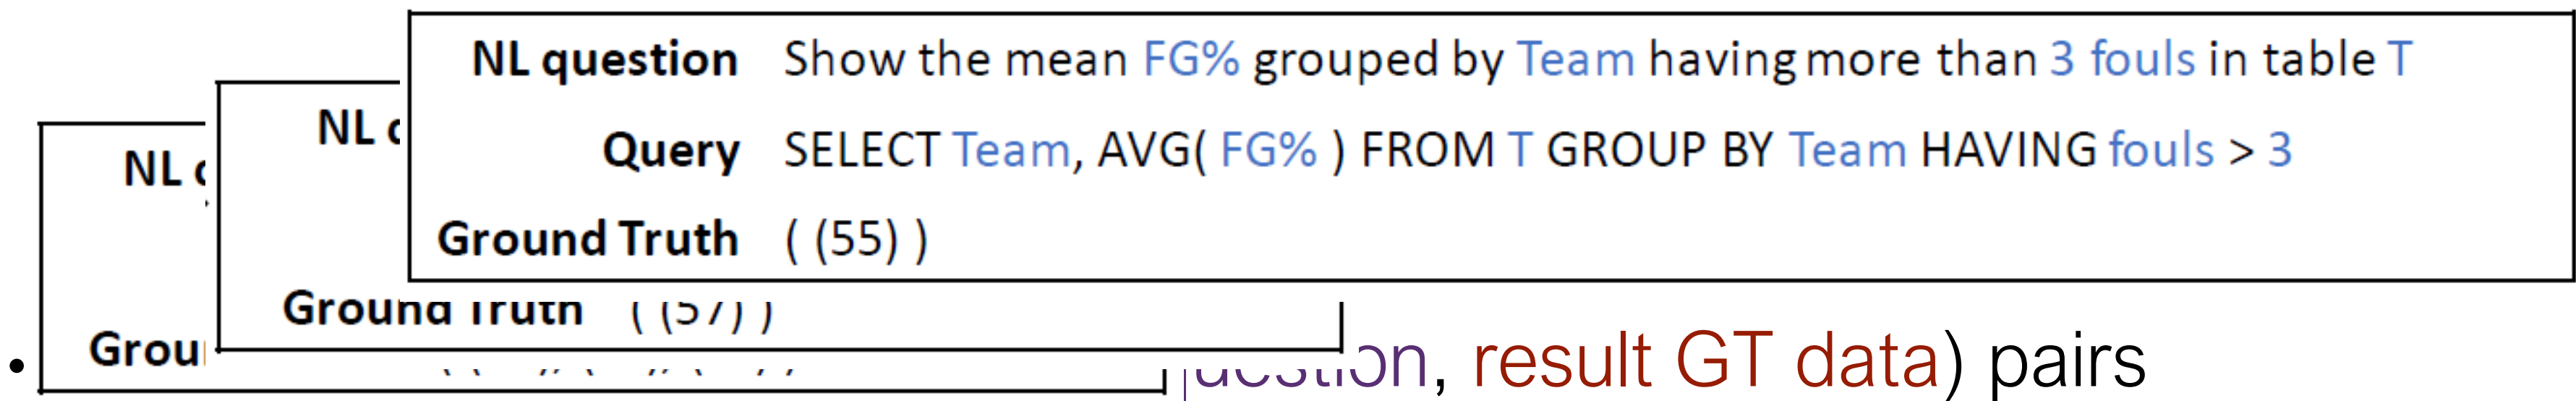 NL question Show the mean FG% grouped by Team having more than 3 fouls in table T
NL
Query SELECT Team, AVG( FG% ) FROM T GROUP BY Team HAVING fouls > 3
NL
Ground Truth ( (55) )
Ground Truth ( (57) )
Grou
• question, result GT data) pairs